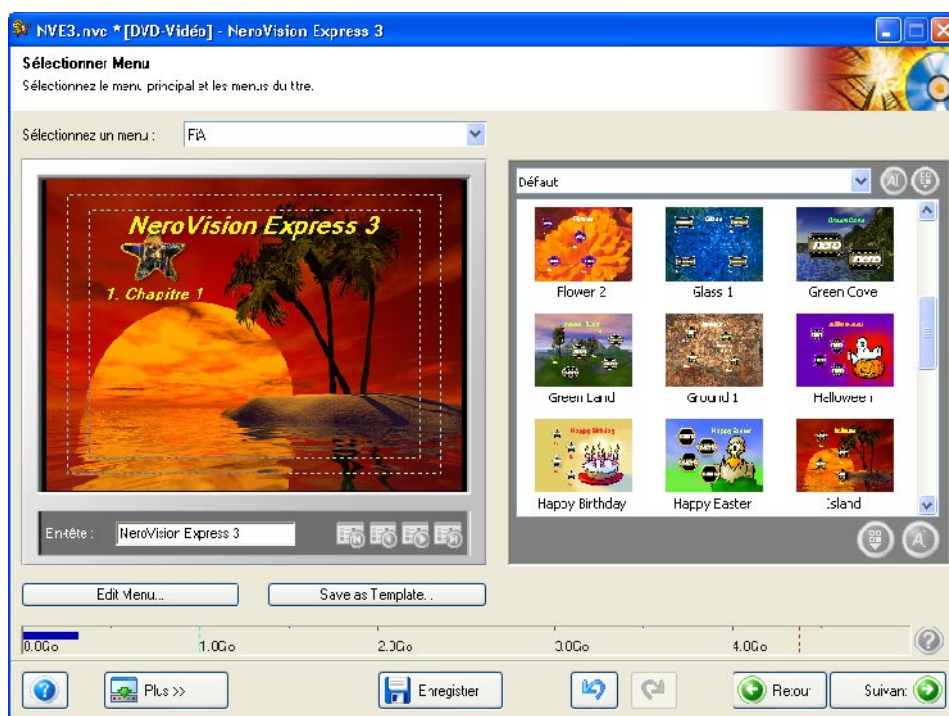 NVE3.nvc *[DVD-Vidéo] - NeroVision Express 3
Sélectionner Menu
Sélectionnez le menu principal et les menus du titre.
Sélectionnez un menu :
Défaut
NeroVision Express 3
1. Chapitre 1
Flower 2
Glass 1
Green Cove
Green Land
Ground 1
Halloween
Happy Birthday
Happy Easter
Island
En-tête :
NeroVision Express 3
Edit Menu...
Save as Template...
0.0Go
1.0Go
2.0Go
3.0Go
4.0Go
Plus >>
Enregistrer
Retour
Suivant